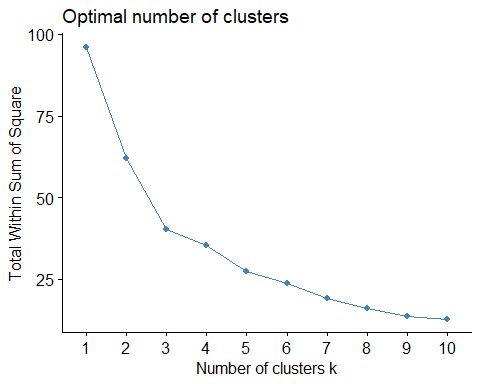 Optimal number of clusters
Total Within Sum of Square
100
75
50
25
1 2 3 4 5 6 7 8 9 10
Number of clusters k